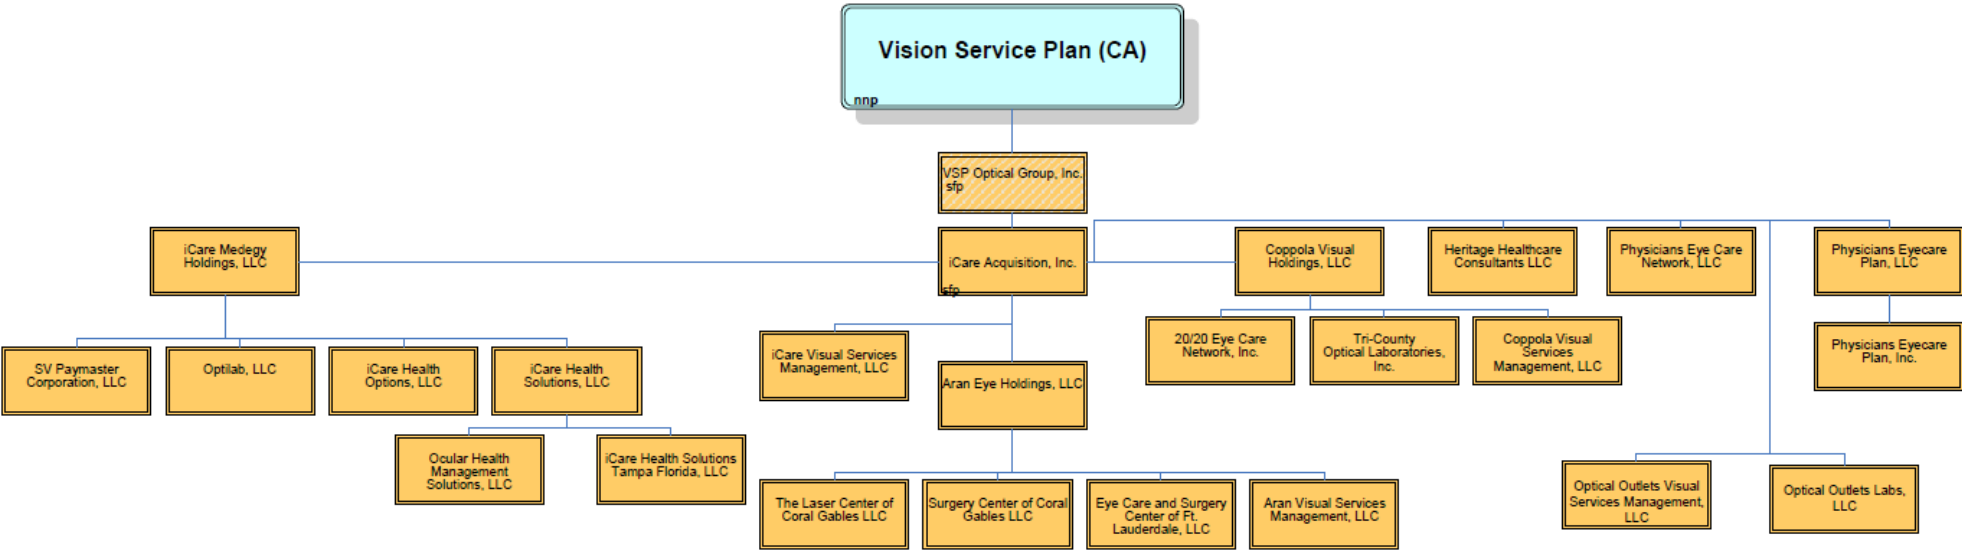 Vision Service Plan (CA)
nnp
VSP Optical Group, Inc.
sfp
iCare Medegy
Holdings, LLC
iCare Acquisition, Inc.
sfp
Coppola Visual
Holdings, LLC
Heritage Healthcare
Consultants LLC
Physicians Eye Care
Network, LLC
Physicians Eyecare
Plan, LLC
SV Paymaster
Corporation, LLC
Optilab, LLC
iCare Health
Options, LLC
iCare Health
Solutions, LLC
iCare Visual Services
Management, LLC
Aran Eye Holdings, LLC
20/20 Eye Care
Network, Inc.
Tri-County
Optical Laboratories,
Inc.
Coppola Visual
Services
Management, LLC
Physicians Eyecare
Plan, Inc.
Ocular Health
Management
Solutions, LLC
iCare Health Solutions
Tampa Florida, LLC
The Laser Center of
Coral Gables LLC
Surgery Center of Coral
Gables LLC
Eye Care and Surgery
Center of Ft.
Lauderdale, LLC
Aran Visual Services
Management, LLC
Optical Outlets Visual
Services Management,
LLC
Optical Outlets Labs,
LLC